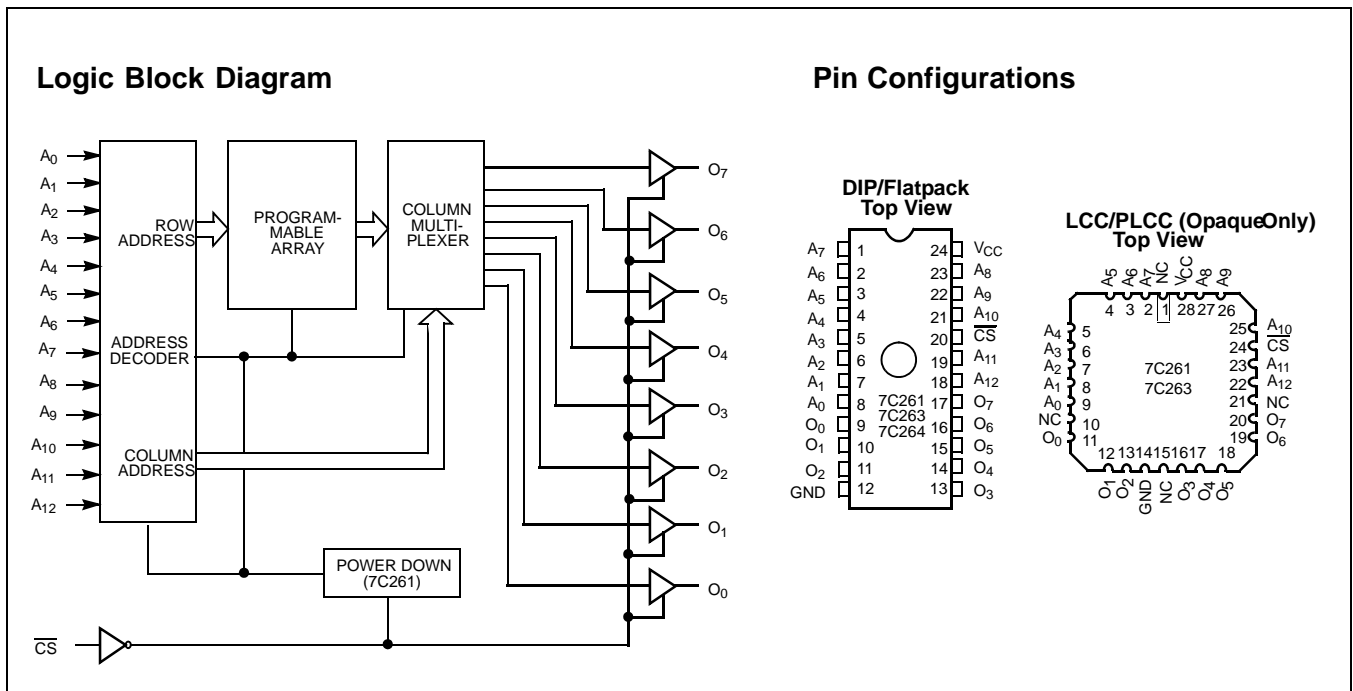 Logic Block Diagram
A0
A1
A2
A3
A4
A5
A6
A7
A8
A9
A10
A11
A12
ROW
ADDRESS
ADDRESS
DECODER
COLUMN
ADDRESS
PROGRAM-
MABLE
ARRAY
COLUMN
MULTI-
PLEXER
POWER DOWN
(7C261)
CS
O7
O6
O5
O4
O3
O2
O1
O0
Pin Configurations
DIP/Flatpack
Top View
A7 1 24 VCC
A6 2 23 A8
A5 3 22 A9
A4 4 21 A10
A3 5 20 CS
A2 6 19 A11
A1 7 18 A12
A0 8 7C261 17 O7
O0 9 7C263 16 O6
O1 10 7C264 15 O5
O2 11 14 O4
GND 12 13 O3
LCC/PLCC (OpaqueOnly)
Top View
A5 A6 A7 NC VCC A8 A9
4 3 2 1 28 27 26
A4 5 25 A10
A3 6 24 CS
A2 7 7C261 23 A11
A1 8 7C263 22 A12
A0 9 21 NC
NC 10 20 O7
O0 11 19 O6
12 13 14 15 16 17 18
O1 O2 GND NC O3 O4 O5